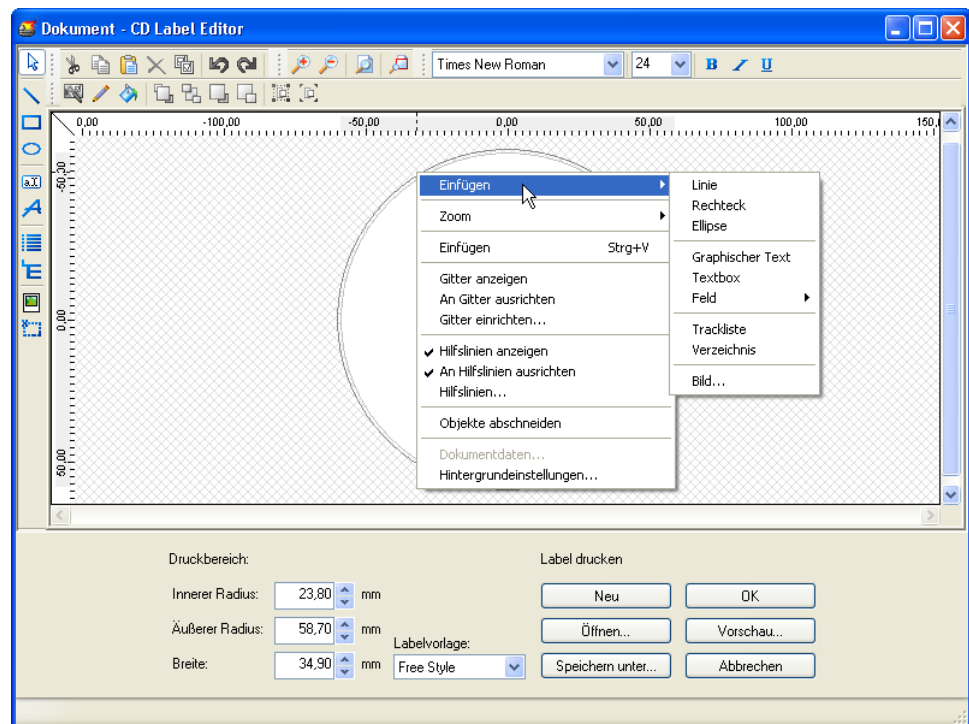 Dokument - CD Label Editor
Times New Roman 24 B I U
0,00 -100,00 -50,00 0,00 50,00 100,00 150,
-50,00
0,00
50,00
Einfügen
Zoom
Einfügen Strg+V
Gitter anzeigen
An Gitter ausrichten
Gitter einrichten...
Hilfslinien anzeigen
An Hilfslinien ausrichten
Hilfslinien...
Objekte abschneiden
Dokumentdaten...
Hintergrundeinstellungen...
Linie
Rechteck
Ellipse
Graphischer Text
Textbox
Feld
Trackliste
Verzeichnis
Bild...
Druckbereich:
Innerer Radius: 23,80 mm
Äußerer Radius: 58,70 mm
Breite: 34,90 mm
Labelvorlage:
Free Style
Label drucken
Neu OK
Öffnen... Vorschau...
Speichern unter... Abbrechen